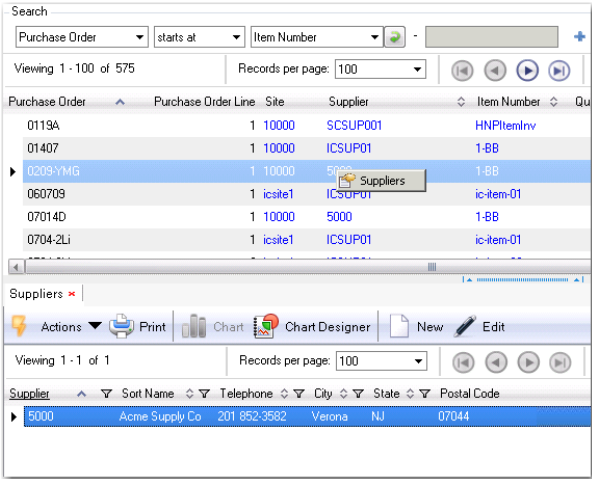 Search
Purchase Order starts at Item Number -
Viewing 1 - 100 of 575 Records per page: 100
Purchase Order Purchase Order Line Site Supplier Item Number Qu
0119A 1 10000 SCSUP001 HNPItemInv
01407 1 10000 ICSUP01 1-BB
0209-YMG 1 10000 5000 1-BB
Suppliers
060709 1 icsite1 ICSUP01 ic-item-01
07014D 1 10000 5000 1-BB
0704-2Li 1 icsite1 ICSUP01 ic-item-01
Suppliers
Actions Print Chart Chart Designer New Edit
Viewing 1 - 1 of 1 Records per page: 100
Supplier Sort Name Telephone City State Postal Code
5000 Acme Supply Co 201 852-3582 Verona NJ 07044